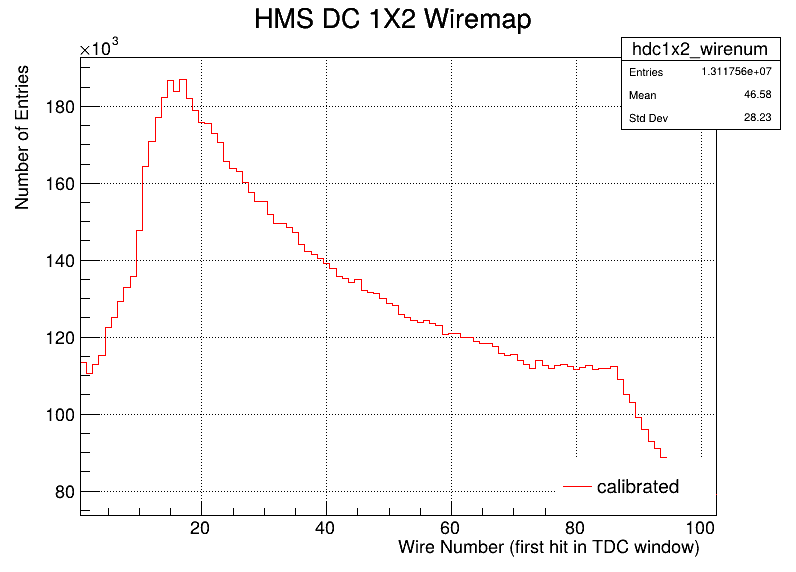 HMS DC 1X2 Wiremap
×10³
hdc1x2_wirenum
Entries 1.311756e+07
Mean 46.58
Std Dev 28.23
Number of Entries
180
160
140
120
100
80
calibrated
20 40 60 80 100
Wire Number (first hit in TDC window)